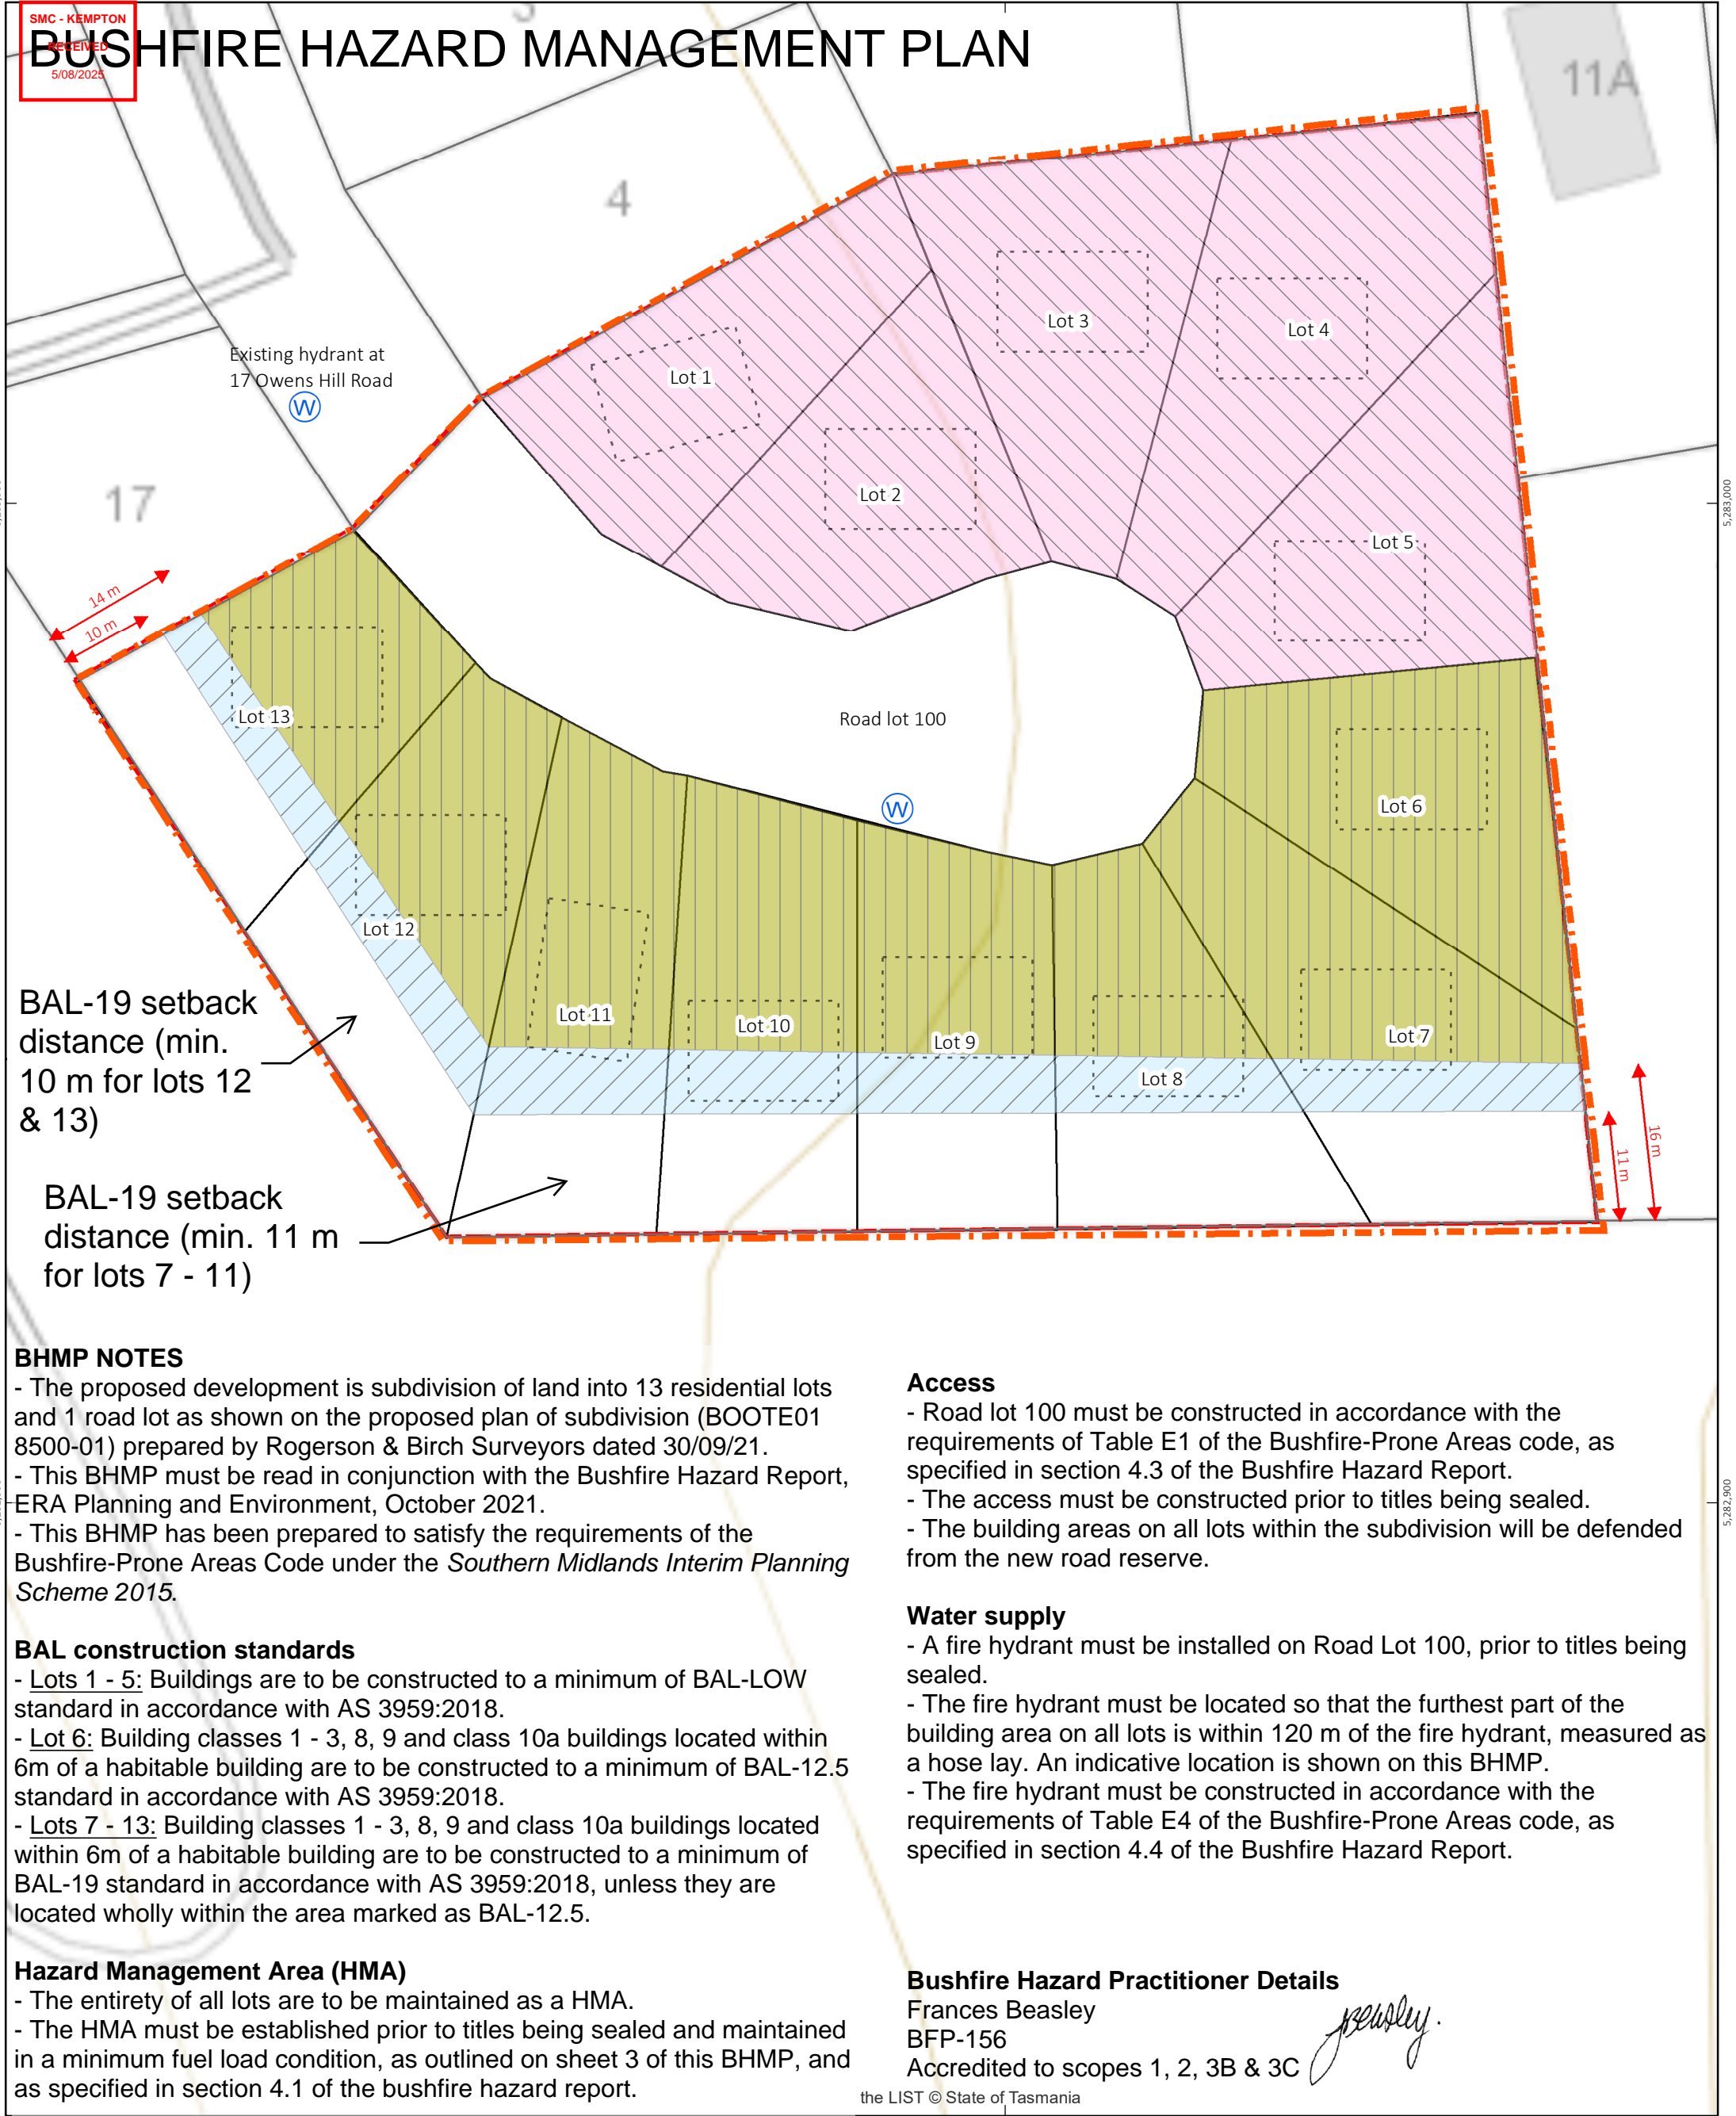 SMC - KEMPTON
RECEIVED
5/08/2025
BUSHFIRE HAZARD MANAGEMENT PLAN
11A
4
17
Existing hydrant at
17 Owens Hill Road
W
Lot 1
Lot 2
Lot 3
Lot 4
Lot 5
Lot 6
Lot 7
Lot 8
Lot 9
Lot 10
Lot 11
Lot 12
Lot 13
Road lot 100
W
14 m
10 m
16 m
11 m
5,283,000
5,282,900
BAL-19 setback
distance (min.
10 m for lots 12
& 13)
BAL-19 setback
distance (min. 11 m
for lots 7 - 11)
BHMP NOTES
- The proposed development is subdivision of land into 13 residential lots
and 1 road lot as shown on the proposed plan of subdivision (BOOTE01
8500-01) prepared by Rogerson & Birch Surveyors dated 30/09/21.
- This BHMP must be read in conjunction with the Bushfire Hazard Report,
ERA Planning and Environment, October 2021.
- This BHMP has been prepared to satisfy the requirements of the
Bushfire-Prone Areas Code under the Southern Midlands Interim Planning
Scheme 2015.
BAL construction standards
- Lots 1 - 5: Buildings are to be constructed to a minimum of BAL-LOW
standard in accordance with AS 3959:2018.
- Lot 6: Building classes 1 - 3, 8, 9 and class 10a buildings located within
6m of a habitable building are to be constructed to a minimum of BAL-12.5
standard in accordance with AS 3959:2018.
- Lots 7 - 13: Building classes 1 - 3, 8, 9 and class 10a buildings located
within 6m of a habitable building are to be constructed to a minimum of
BAL-19 standard in accordance with AS 3959:2018, unless they are
located wholly within the area marked as BAL-12.5.
Hazard Management Area (HMA)
- The entirety of all lots are to be maintained as a HMA.
- The HMA must be established prior to titles being sealed and maintained
in a minimum fuel load condition, as outlined on sheet 3 of this BHMP, and
as specified in section 4.1 of the bushfire hazard report.
Access
- Road lot 100 must be constructed in accordance with the
requirements of Table E1 of the Bushfire-Prone Areas code, as
specified in section 4.3 of the Bushfire Hazard Report.
- The access must be constructed prior to titles being sealed.
- The building areas on all lots within the subdivision will be defended
from the new road reserve.
Water supply
- A fire hydrant must be installed on Road Lot 100, prior to titles being
sealed.
- The fire hydrant must be located so that the furthest part of the
building area on all lots is within 120 m of the fire hydrant, measured as
a hose lay. An indicative location is shown on this BHMP.
- The fire hydrant must be constructed in accordance with the
requirements of Table E4 of the Bushfire-Prone Areas code, as
specified in section 4.4 of the Bushfire Hazard Report.
Bushfire Hazard Practitioner Details
Frances Beasley
BFP-156
Accredited to scopes 1, 2, 3B & 3C
the LIST © State of Tasmania